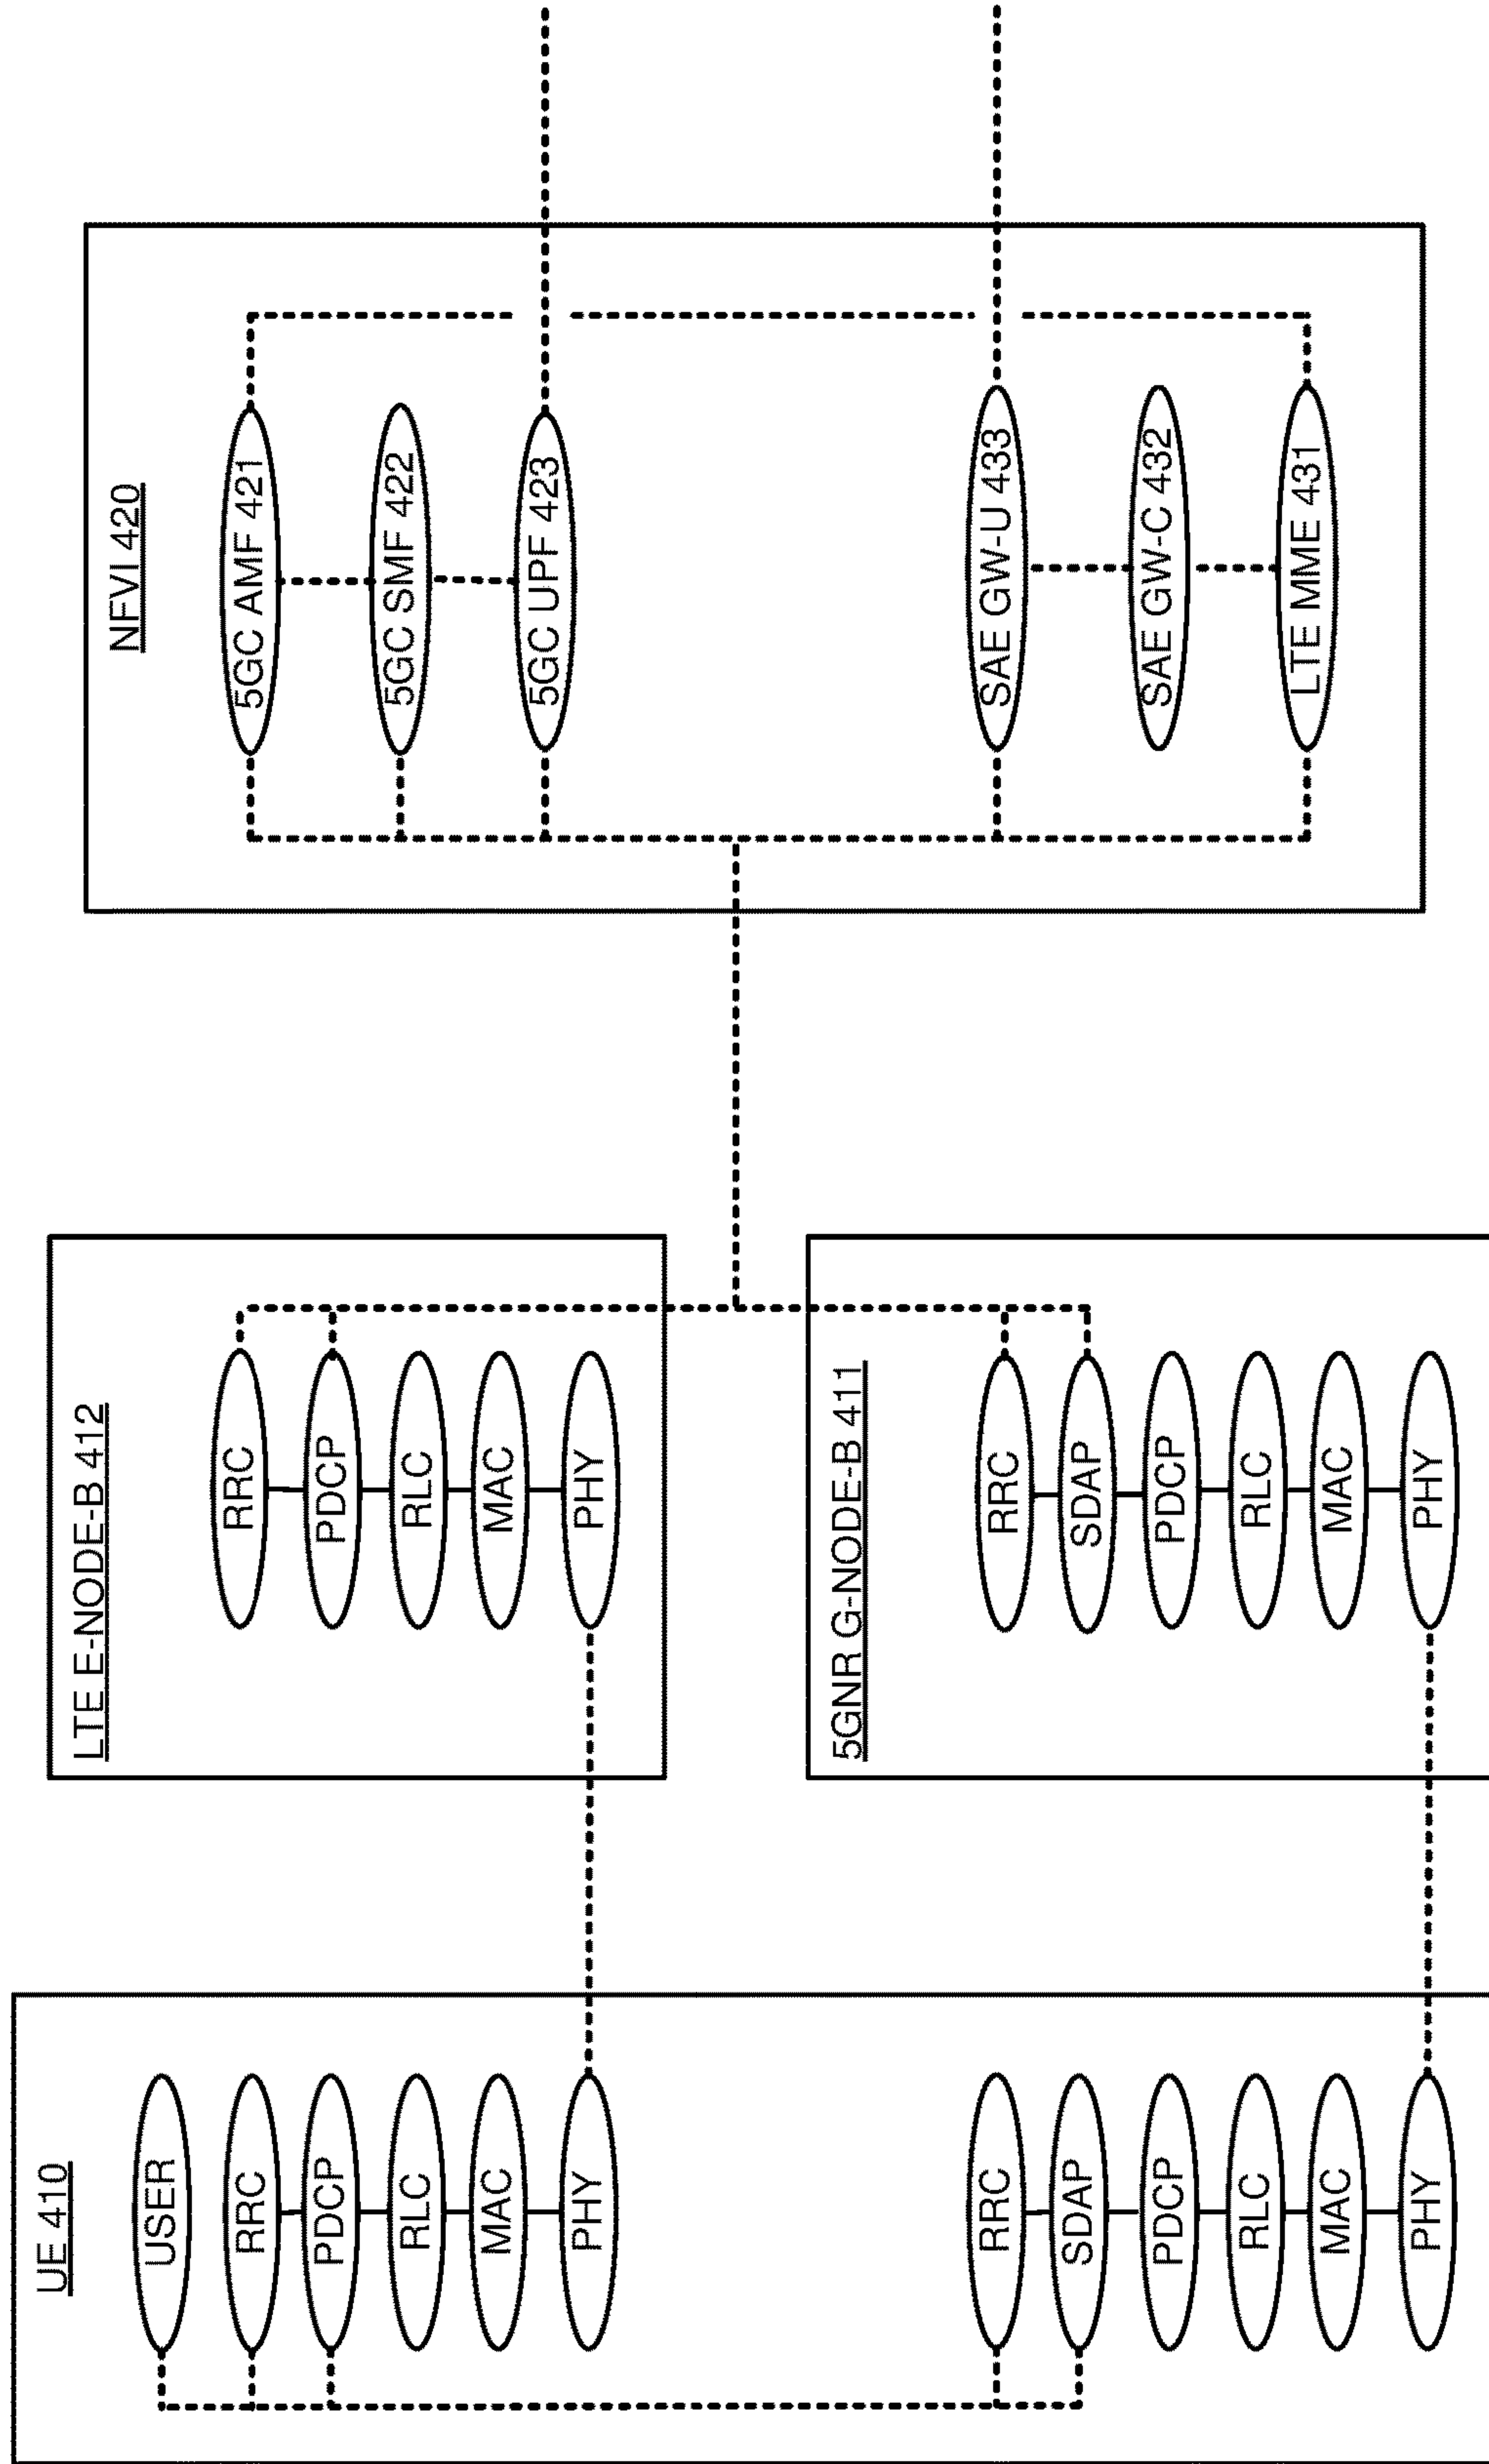 UE 410
USER
RRC
PDCP
RLC
MAC
PHY
RRC
SDAP
PDCP
RLC
MAC
PHY
LTE E-NODE-B 412
RRC
PDCP
RLC
MAC
PHY
5GNR G-NODE-B 411
RRC
SDAP
PDCP
RLC
MAC
PHY
NFVI 420
5GC AMF 421
5GC SMF 422
5GC UPF 423
SAE GW-U 433
SAE GW-C 432
LTE MME 431